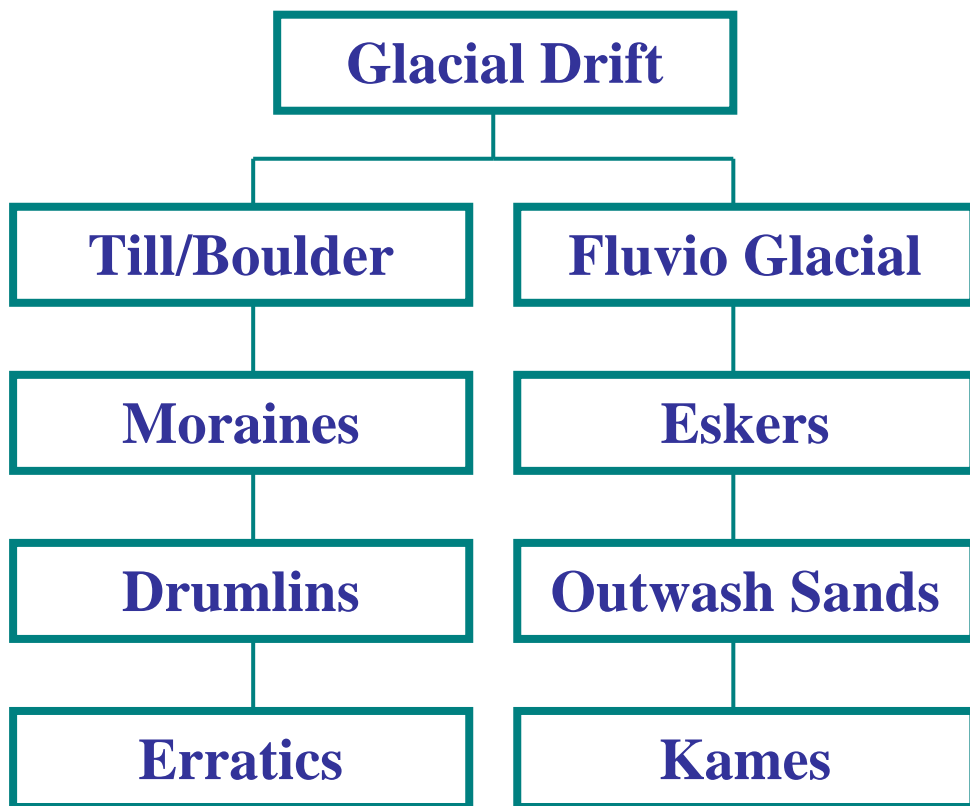 Glacial Drift
Till/Boulder
Fluvio Glacial
Moraines
Eskers
Drumlins
Outwash Sands
Erratics
Kames